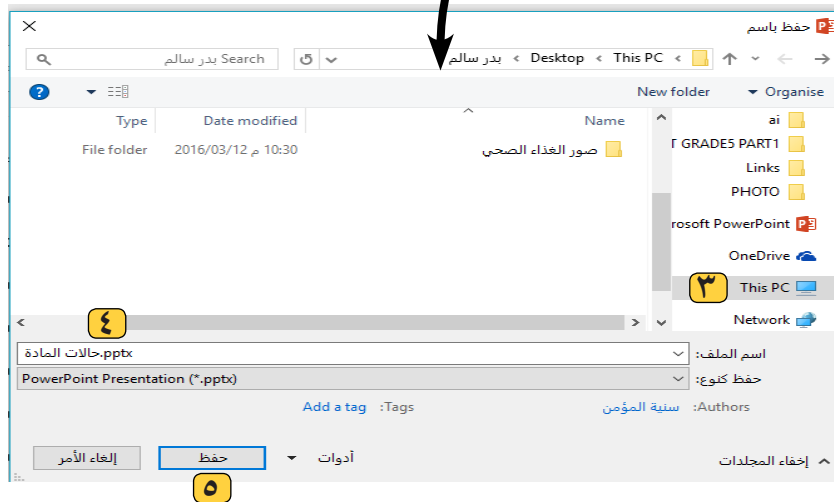 حفظ باسم
This PC › Desktop › بدر سالم
Search بدر سالم
Organise New folder
Name Date modified Type
صور الغذاء الصحي 2016/03/12 م 10:30 File folder
ai
T GRADE5 PART1
Links
PHOTO
rosoft PowerPoint
OneDrive
This PC ٣
Network
٤
اسم الملف: حالات المادة.pptx
حفظ كنوع: PowerPoint Presentation (*.pptx)
Authors: سنية المؤمن Tags: Add a tag
إخفاء المجلدات أدوات حفظ إلغاء الأمر
٥